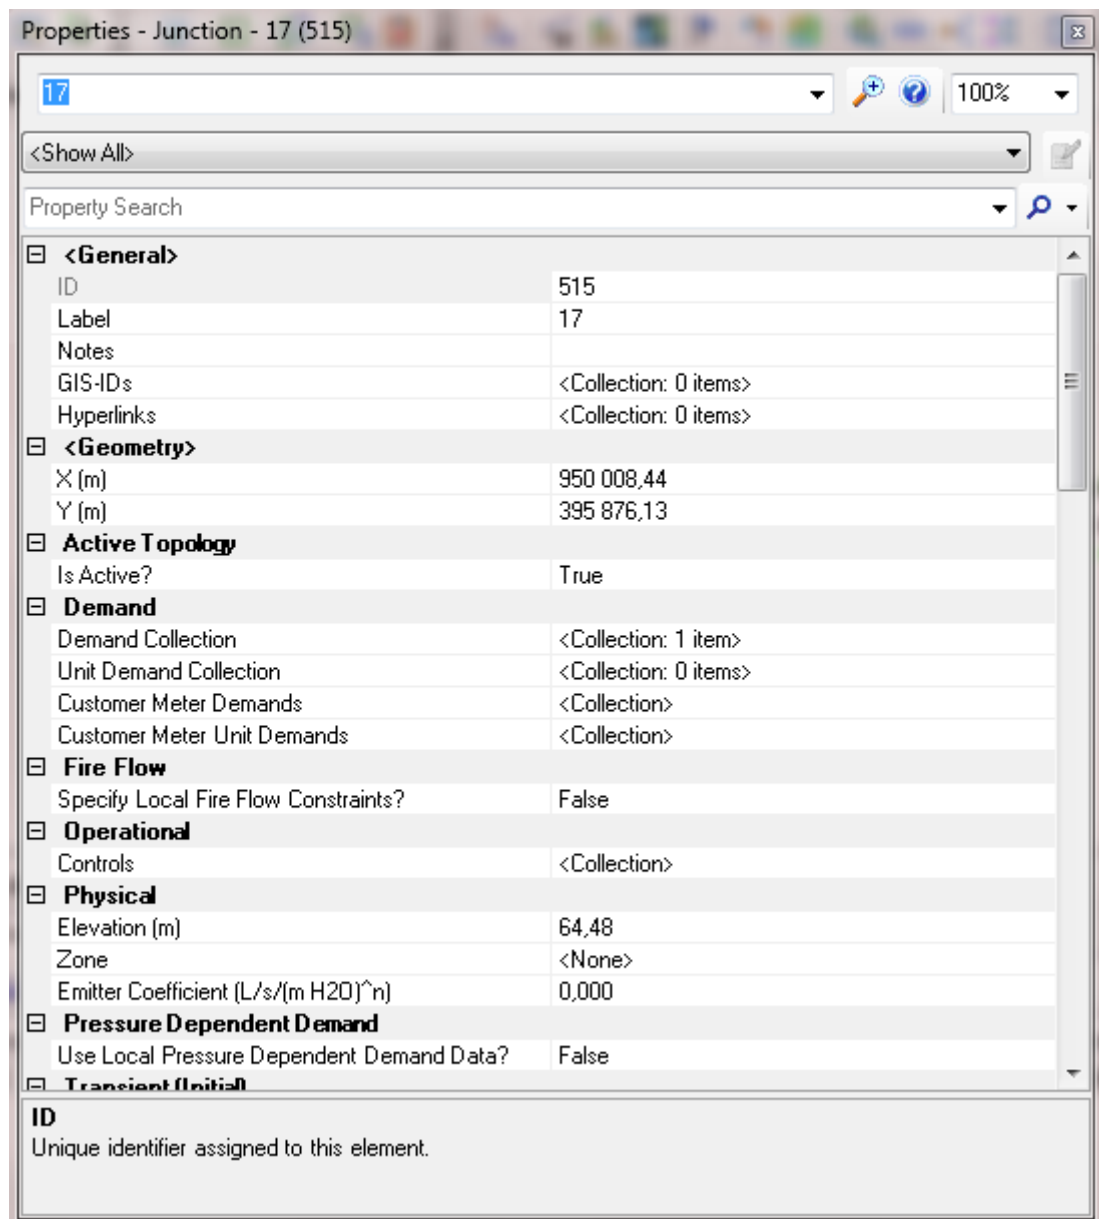 Properties - Junction - 17 (515)
17
100%
<Show All>
Property Search
<General>
ID 515
Label 17
Notes
GIS-IDs <Collection: 0 items>
Hyperlinks <Collection: 0 items>
<Geometry>
X (m) 950 008,44
Y (m) 395 876,13
Active Topology
Is Active? True
Demand
Demand Collection <Collection: 1 item>
Unit Demand Collection <Collection: 0 items>
Customer Meter Demands <Collection>
Customer Meter Unit Demands <Collection>
Fire Flow
Specify Local Fire Flow Constraints? False
Operational
Controls <Collection>
Physical
Elevation (m) 64,48
Zone <None>
Emitter Coefficient (L/s/(m H2O)^n) 0,000
Pressure Dependent Demand
Use Local Pressure Dependent Demand Data? False
Transient (Initial)
ID
Unique identifier assigned to this element.